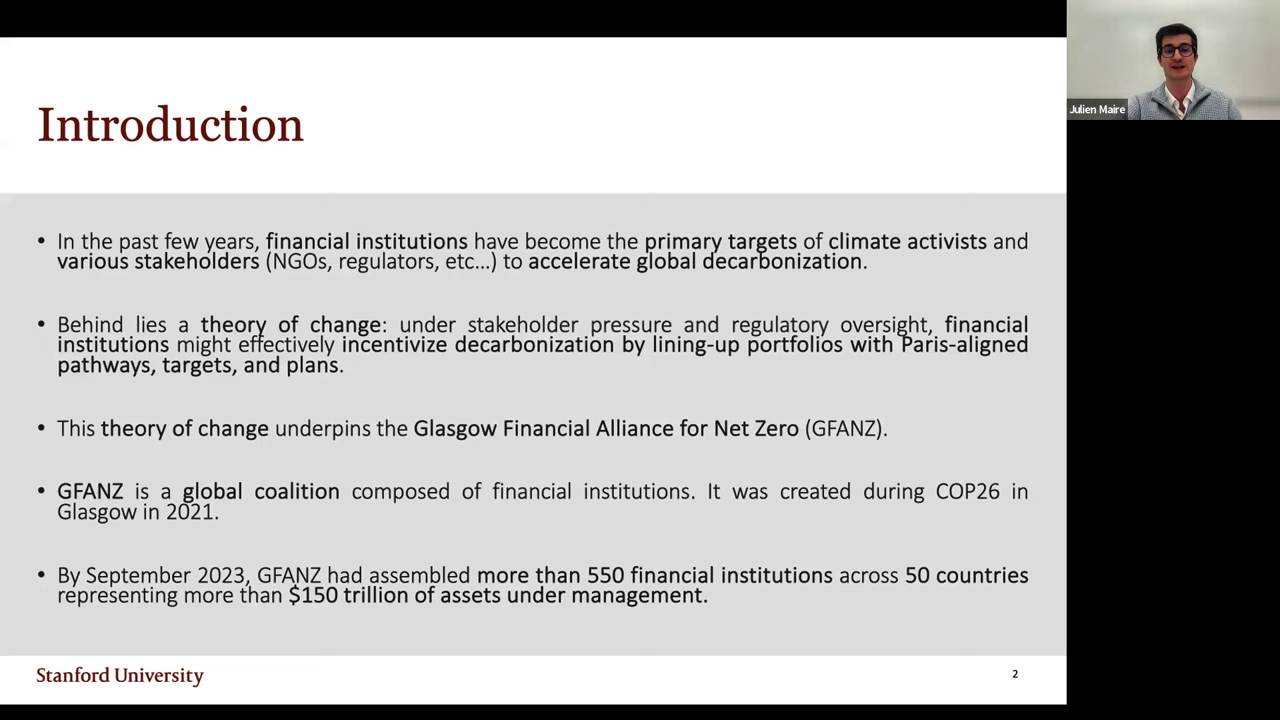 Introduction
• In the past few years, financial institutions have become the primary targets of climate activists and
various stakeholders (NGOs, regulators, etc...) to accelerate global decarbonization.
• Behind lies a theory of change: under stakeholder pressure and regulatory oversight, financial
institutions might effectively incentivize decarbonization by lining-up portfolios with Paris-aligned
pathways, targets, and plans.
• This theory of change underpins the Glasgow Financial Alliance for Net Zero (GFANZ).
• GFANZ is a global coalition composed of financial institutions. It was created during COP26 in
Glasgow in 2021.
• By September 2023, GFANZ had assembled more than 550 financial institutions across 50 countries
representing more than $150 trillion of assets under management.
Stanford University
2
Julien Maire